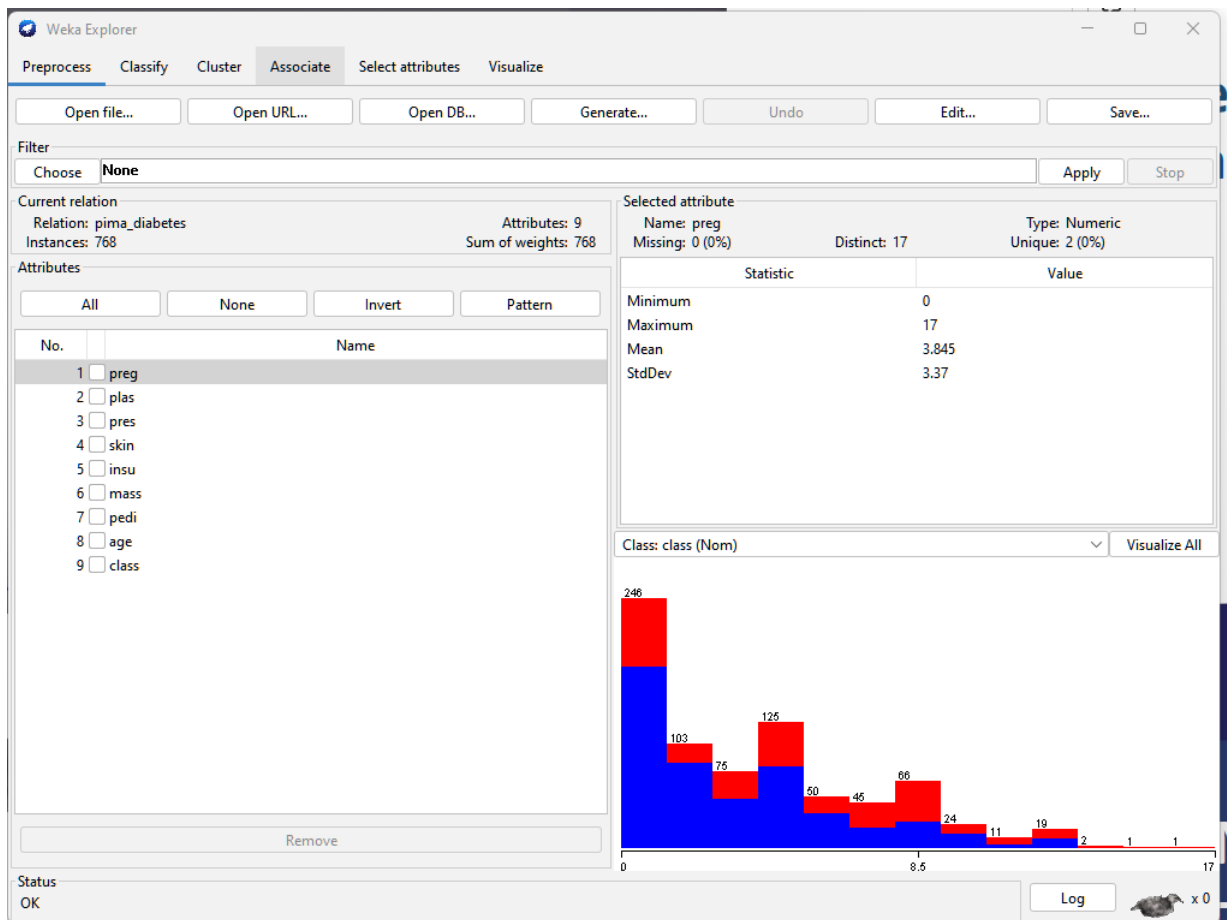 Weka Explorer
Preprocess Classify Cluster Associate Select attributes Visualize
Open file... Open URL... Open DB... Generate... Undo Edit... Save...
Filter
Choose None Apply Stop
Current relation
Relation: pima_diabetes Attributes: 9
Instances: 768 Sum of weights: 768
Selected attribute
Name: preg Type: Numeric
Missing: 0 (0%) Distinct: 17 Unique: 2 (0%)
Attributes
All None Invert Pattern
No. Name
1 preg
2 plas
3 pres
4 skin
5 insu
6 mass
7 pedi
8 age
9 class
Remove
Statistic Value
Minimum 0
Maximum 17
Mean 3.845
StdDev 3.37
Class: class (Nom) Visualize All
246
103
75
125
50
45
66
24
11
19
2
1
1
0 8.5 17
Status
OK
Log x 0